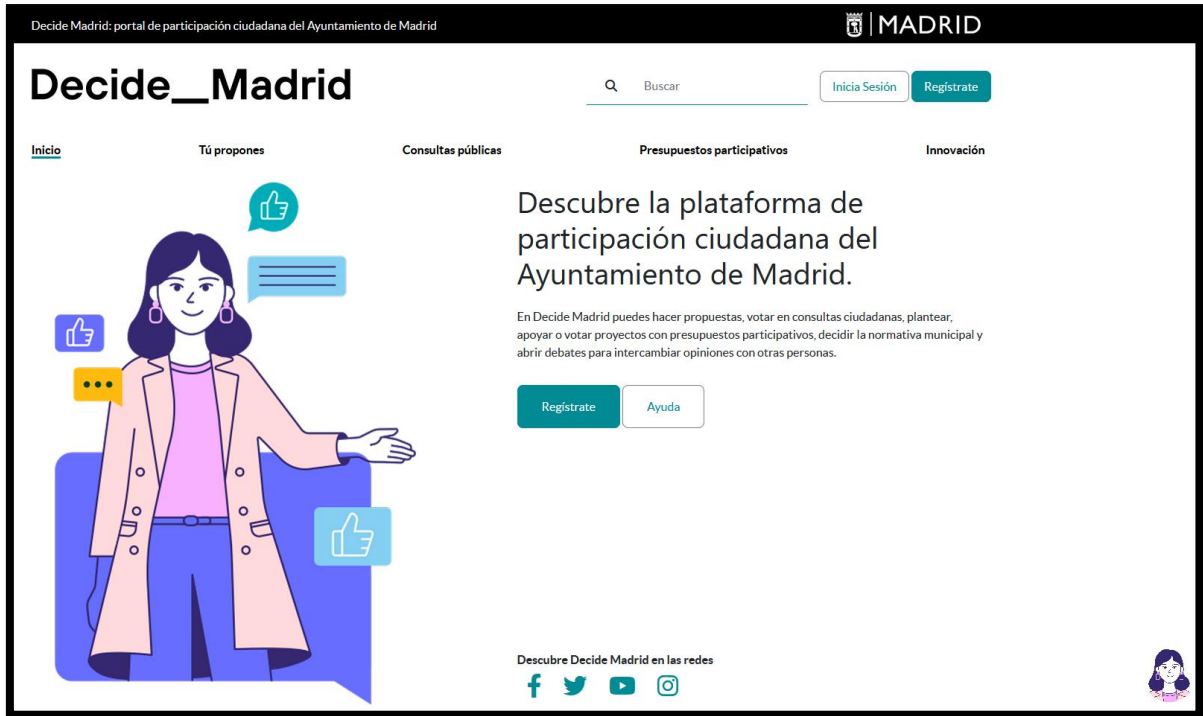 Decide Madrid: portal de participación ciudadana del Ayuntamiento de Madrid
MADRID
Decide__Madrid
Buscar
Inicia Sesión
Regístrate
Inicio
Tú propones
Consultas públicas
Presupuestos participativos
Innovación
Descubre la plataforma de
participación ciudadana del
Ayuntamiento de Madrid.
En Decide Madrid puedes hacer propuestas, votar en consultas ciudadanas, plantear,
apoyar o votar proyectos con presupuestos participativos, decidir la normativa municipal y
abrir debates para intercambiar opiniones con otras personas.
Regístrate
Ayuda
Descubre Decide Madrid en las redes